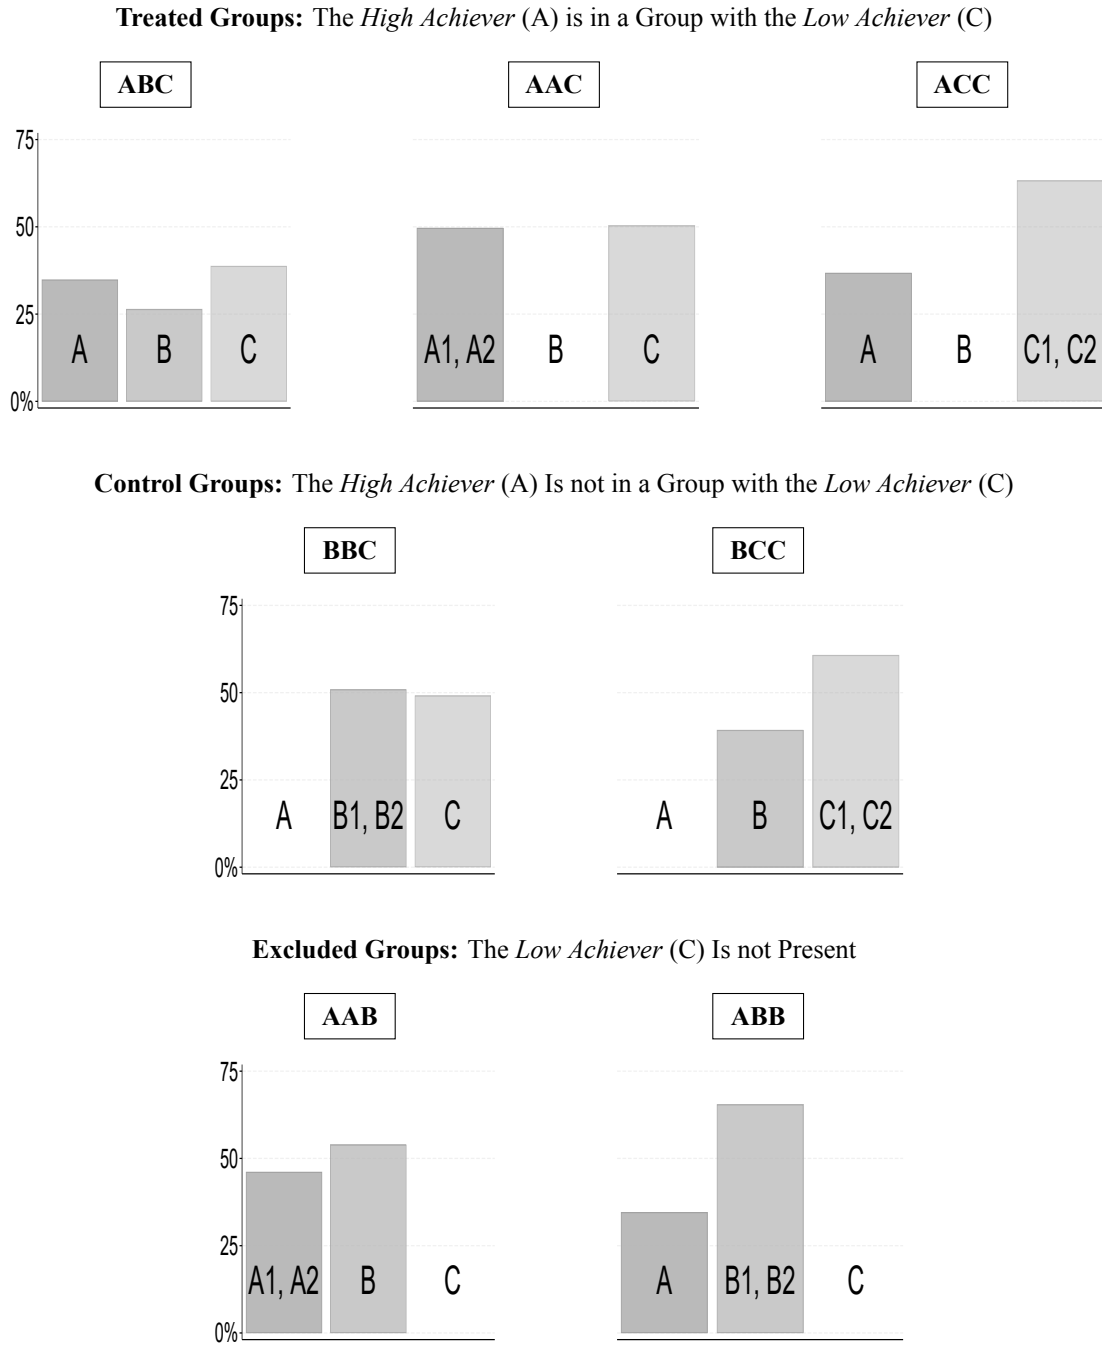 Treated Groups: The High Achiever (A) is in a Group with the Low Achiever (C)
ABC AAC ACC
75
50
25
0%
A B C A1, A2 B C A B C1, C2
Control Groups: The High Achiever (A) Is not in a Group with the Low Achiever (C)
BBC BCC
75
50
25
0%
A B1, B2 C A B C1, C2
Excluded Groups: The Low Achiever (C) Is not Present
AAB ABB
75
50
25
0%
A1, A2 B C A B1, B2 C